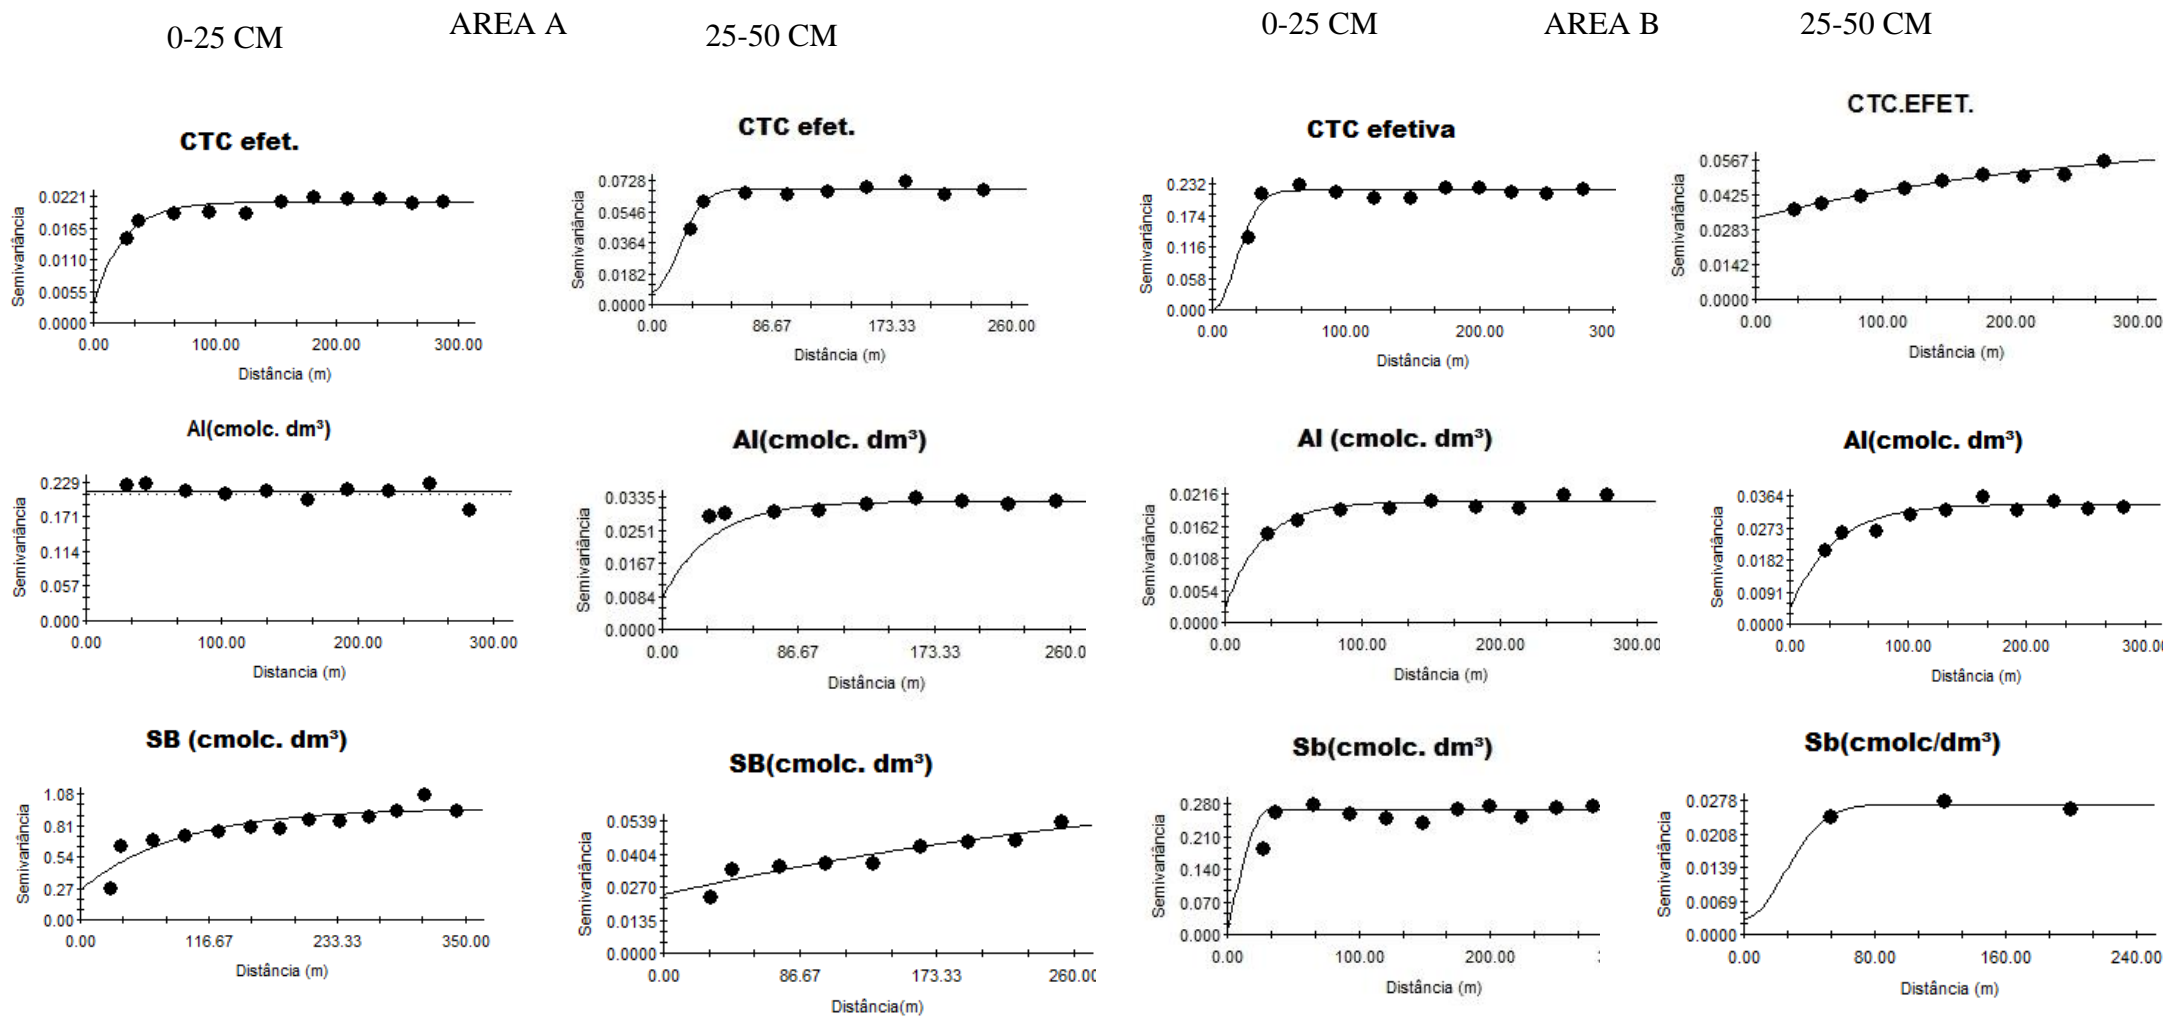 0-25 CM AREA A 25-50 CM 0-25 CM AREA B 25-50 CM
CTC efet.
Semivariância
0.0221
0.0165
0.0110
0.0055
0.0000
0.00 100.00 200.00 300.00
Distância (m)
CTC efet.
Semivariância
0.0728
0.0546
0.0364
0.0182
0.0000
0.00 86.67 173.33 260.00
Distância (m)
CTC efetiva
Semivariância
0.232
0.174
0.116
0.058
0.000
0.00 100.00 200.00 300
Distância (m)
CTC.EFET.
Semivariância
0.0567
0.0425
0.0283
0.0142
0.0000
0.00 100.00 200.00 300.00
Distância (m)
Al(cmolc. dm³)
Semivariância
0.229
0.171
0.114
0.057
0.000
0.00 100.00 200.00 300.00
Distancia (m)
Al(cmolc. dm³)
Semivariância
0.0335
0.0251
0.0167
0.0084
0.0000
0.00 86.67 173.33 260.0
Distância (m)
Al (cmolc. dm³)
Semivariância
0.0216
0.0162
0.0108
0.0054
0.0000
0.00 100.00 200.00 300.00
Distância (m)
Al(cmolc. dm³)
Semivariância
0.0364
0.0273
0.0182
0.0091
0.0000
0.00 100.00 200.00 300.0
Distância (m)
SB (cmolc. dm³)
Semivariância
1.08
0.81
0.54
0.27
0.00
0.00 116.67 233.33 350.00
Distância (m)
SB(cmolc. dm³)
Semivariância
0.0539
0.0404
0.0270
0.0135
0.0000
0.00 86.67 173.33 260.00
Distância(m)
Sb(cmolc. dm³)
Semivariância
0.280
0.210
0.140
0.070
0.000
0.00 100.00 200.00
Distância (m)
Sb(cmolc/dm³)
Semivariância
0.0278
0.0208
0.0139
0.0069
0.0000
0.00 80.00 160.00 240.00
Distância (m)